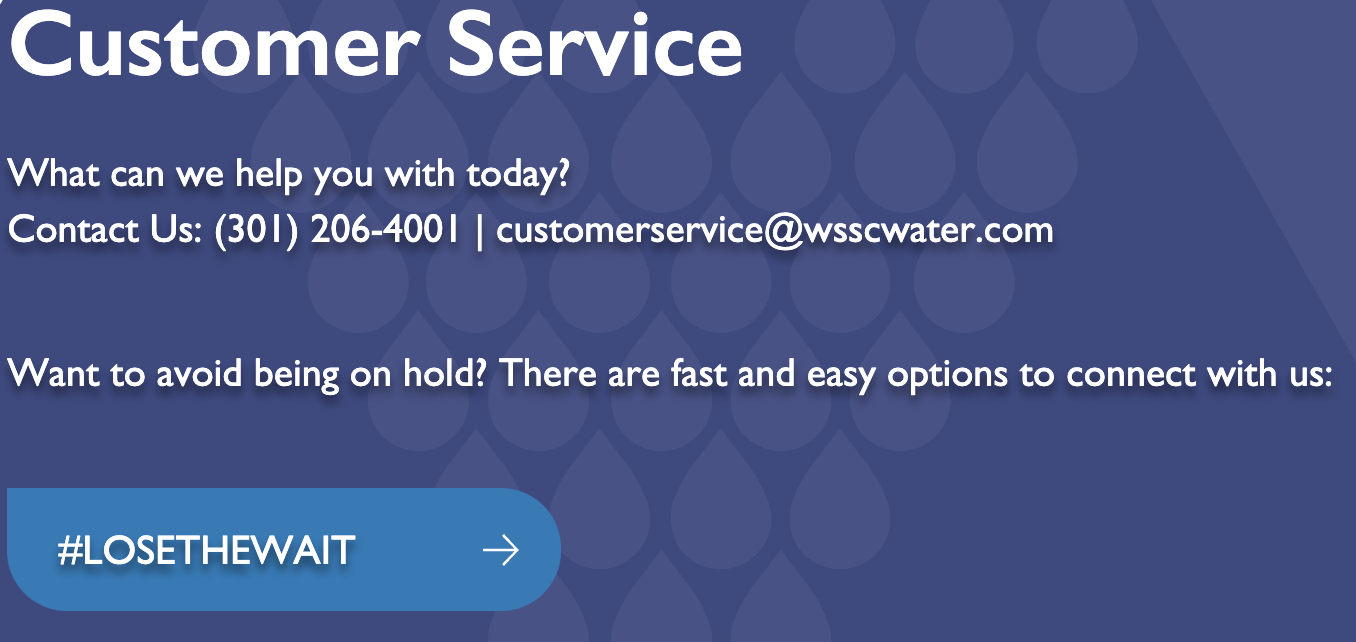 Customer Service
What can we help you with today?
Contact Us: (301) 206-4001 | customerservice@wsscwater.com
Want to avoid being on hold? There are fast and easy options to connect with us:
#LOSETHEWAIT